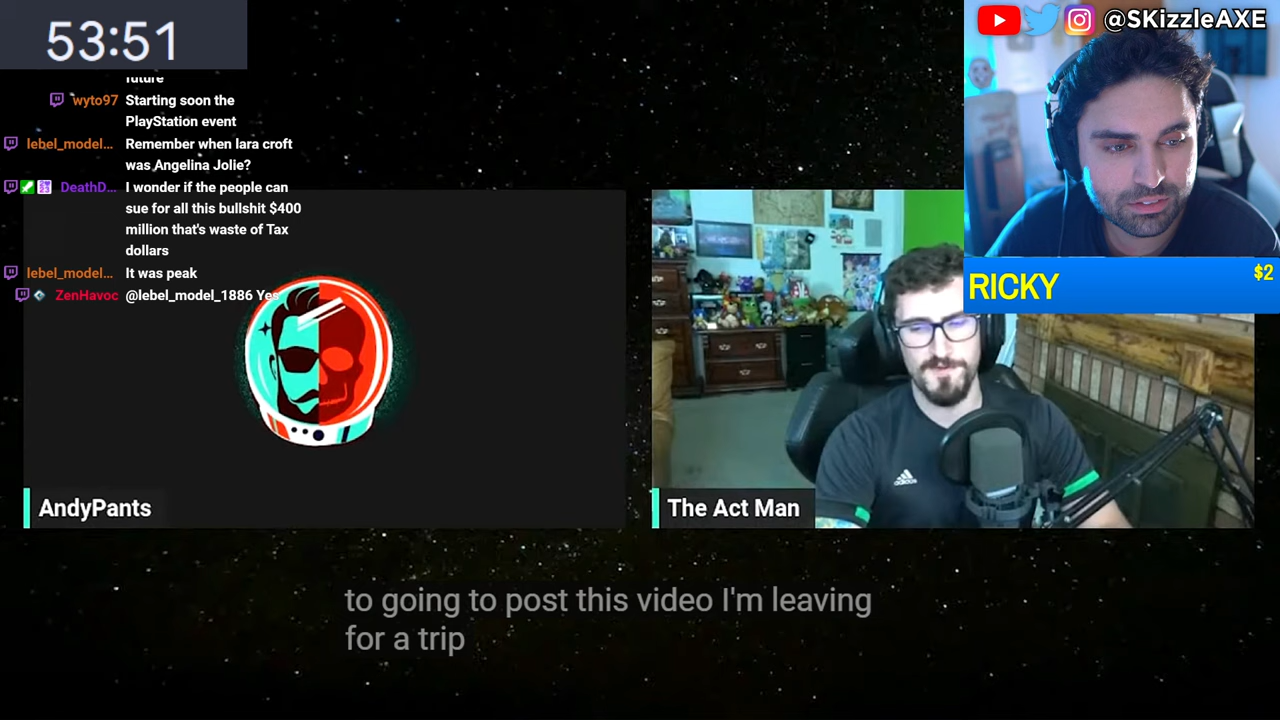 53:51
@SKizzleAXE
future
wyto97 Starting soon the
PlayStation event
lebel_model... Remember when lara croft
was Angelina Jolie?
DeathD... I wonder if the people can
sue for all this bullshit $400
million that's waste of Tax
dollars
lebel_model... It was peak
ZenHavoc @lebel_model_1886 Yes
RICKY
$2
AndyPants
The Act Man
to going to post this video I'm leaving
for a trip